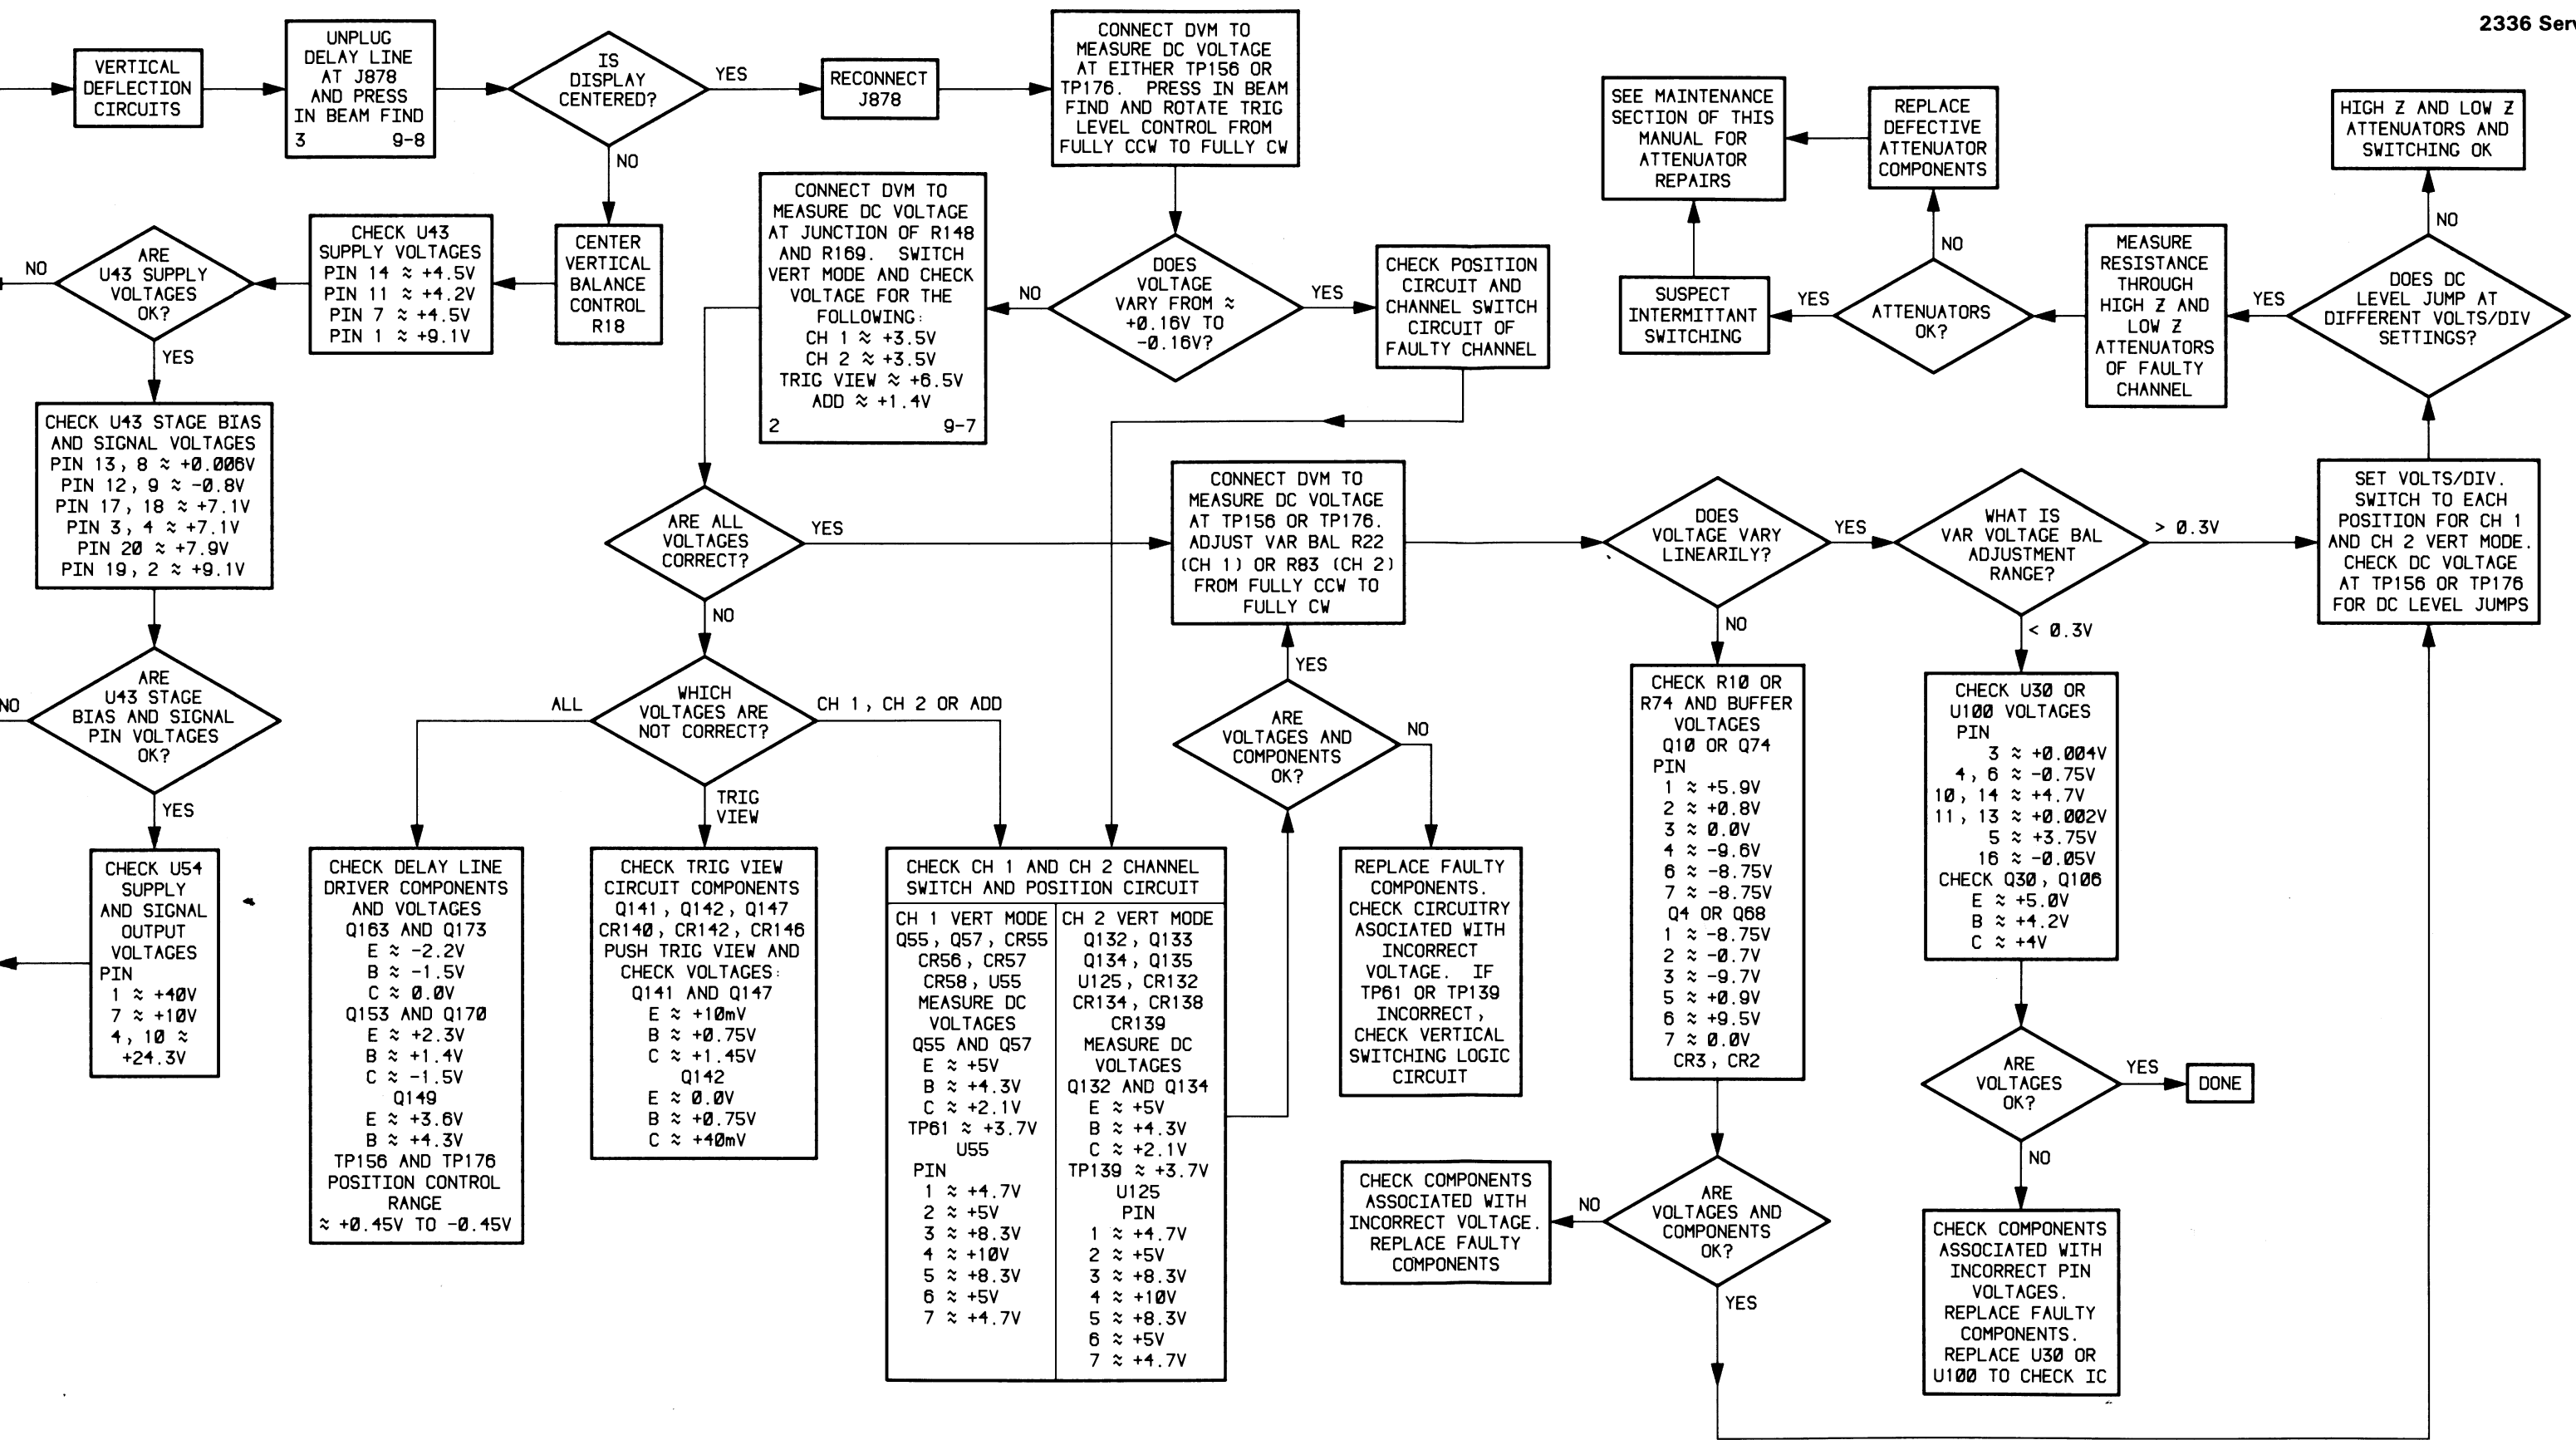 2336 Serv
VERTICAL
DEFLECTION
CIRCUITS
UNPLUG
DELAY LINE
AT J878
AND PRESS
IN BEAM FIND
3 9-8
IS
DISPLAY
CENTERED?
YES
NO
RECONNECT
J878
CONNECT DVM TO
MEASURE DC VOLTAGE
AT EITHER TP156 OR
TP176. PRESS IN BEAM
FIND AND ROTATE TRIG
LEVEL CONTROL FROM
FULLY CCW TO FULLY CW
SEE MAINTENANCE
SECTION OF THIS
MANUAL FOR
ATTENUATOR
REPAIRS
REPLACE
DEFECTIVE
ATTENUATOR
COMPONENTS
HIGH Z AND LOW Z
ATTENUATORS AND
SWITCHING OK
NO
ARE
U43 SUPPLY
VOLTAGES
OK?
YES
CHECK U43
SUPPLY VOLTAGES
PIN 14 ≈ +4.5V
PIN 11 ≈ +4.2V
PIN 7 ≈ +4.5V
PIN 1 ≈ +9.1V
CENTER
VERTICAL
BALANCE
CONTROL
R18
CONNECT DVM TO
MEASURE DC VOLTAGE
AT JUNCTION OF R148
AND R169. SWITCH
VERT MODE AND CHECK
VOLTAGE FOR THE
FOLLOWING:
CH 1 ≈ +3.5V
CH 2 ≈ +3.5V
TRIG VIEW ≈ +6.5V
ADD ≈ +1.4V
2 9-7
NO
DOES
VOLTAGE
VARY FROM ≈
+0.16V TO
-0.16V?
YES
CHECK POSITION
CIRCUIT AND
CHANNEL SWITCH
CIRCUIT OF
FAULTY CHANNEL
SUSPECT
INTERMITTANT
SWITCHING
YES
NO
ATTENUATORS
OK?
MEASURE
RESISTANCE
THROUGH
HIGH Z AND
LOW Z
ATTENUATORS
OF FAULTY
CHANNEL
YES
NO
DOES DC
LEVEL JUMP AT
DIFFERENT VOLTS/DIV
SETTINGS?
CHECK U43 STAGE BIAS
AND SIGNAL VOLTAGES
PIN 13, 8 ≈ +0.006V
PIN 12, 9 ≈ -0.8V
PIN 17, 18 ≈ +7.1V
PIN 3, 4 ≈ +7.1V
PIN 20 ≈ +7.9V
PIN 19, 2 ≈ +9.1V
ARE ALL
VOLTAGES
CORRECT?
YES
NO
CONNECT DVM TO
MEASURE DC VOLTAGE
AT TP156 OR TP176.
ADJUST VAR BAL R22
(CH 1) OR R83 (CH 2)
FROM FULLY CCW TO
FULLY CW
DOES
VOLTAGE VARY
LINEARILY?
YES
NO
WHAT IS
VAR VOLTAGE BAL
ADJUSTMENT
RANGE?
> 0.3V
< 0.3V
SET VOLTS/DIV.
SWITCH TO EACH
POSITION FOR CH 1
AND CH 2 VERT MODE.
CHECK DC VOLTAGE
AT TP156 OR TP176
FOR DC LEVEL JUMPS
NO
ARE
U43 STAGE
BIAS AND SIGNAL
PIN VOLTAGES
OK?
YES
ALL
WHICH
VOLTAGES ARE
NOT CORRECT?
CH 1, CH 2 OR ADD
TRIG
VIEW
YES
ARE
VOLTAGES AND
COMPONENTS
OK?
NO
CHECK U54
SUPPLY
AND SIGNAL
OUTPUT
VOLTAGES
PIN
1 ≈ +40V
7 ≈ +10V
4, 10 ≈
+24.3V
CHECK DELAY LINE
DRIVER COMPONENTS
AND VOLTAGES
Q163 AND Q173
E ≈ -2.2V
B ≈ -1.5V
C ≈ 0.0V
Q153 AND Q170
E ≈ +2.3V
B ≈ +1.4V
C ≈ -1.5V
Q149
E ≈ +3.6V
B ≈ +4.3V
TP156 AND TP176
POSITION CONTROL
RANGE
≈ +0.45V TO -0.45V
CHECK TRIG VIEW
CIRCUIT COMPONENTS
Q141, Q142, Q147
CR140, CR142, CR146
PUSH TRIG VIEW AND
CHECK VOLTAGES:
Q141 AND Q147
E ≈ +10mV
B ≈ +0.75V
C ≈ +1.45V
Q142
E ≈ 0.0V
B ≈ +0.75V
C ≈ +40mV
CHECK CH 1 AND CH 2 CHANNEL
SWITCH AND POSITION CIRCUIT
CH 1 VERT MODE
Q55, Q57, CR55
CR56, CR57
CR58, U55
MEASURE DC
VOLTAGES
Q55 AND Q57
E ≈ +5V
B ≈ +4.3V
C ≈ +2.1V
TP61 ≈ +3.7V
U55
PIN
1 ≈ +4.7V
2 ≈ +5V
3 ≈ +8.3V
4 ≈ +10V
5 ≈ +8.3V
6 ≈ +5V
7 ≈ +4.7V
CH 2 VERT MODE
Q132, Q133
Q134, Q135
U125, CR132
CR134, CR138
CR139
MEASURE DC
VOLTAGES
Q132 AND Q134
E ≈ +5V
B ≈ +4.3V
C ≈ +2.1V
TP139 ≈ +3.7V
U125
PIN
1 ≈ +4.7V
2 ≈ +5V
3 ≈ +8.3V
4 ≈ +10V
5 ≈ +8.3V
6 ≈ +5V
7 ≈ +4.7V
REPLACE FAULTY
COMPONENTS.
CHECK CIRCUITRY
ASOCIATED WITH
INCORRECT
VOLTAGE. IF
TP61 OR TP139
INCORRECT,
CHECK VERTICAL
SWITCHING LOGIC
CIRCUIT
CHECK R10 OR
R74 AND BUFFER
VOLTAGES
Q10 OR Q74
PIN
1 ≈ +5.9V
2 ≈ +0.8V
3 ≈ 0.0V
4 ≈ -9.6V
6 ≈ -8.75V
7 ≈ -8.75V
Q4 OR Q68
1 ≈ -8.75V
2 ≈ -0.7V
3 ≈ -9.7V
5 ≈ +0.9V
6 ≈ +9.5V
7 ≈ 0.0V
CR3, CR2
CHECK U30 OR
U100 VOLTAGES
PIN
3 ≈ +0.004V
4, 6 ≈ -0.75V
10, 14 ≈ +4.7V
11, 13 ≈ +0.002V
5 ≈ +3.75V
16 ≈ -0.05V
CHECK Q30, Q106
E ≈ +5.0V
B ≈ +4.2V
C ≈ +4V
ARE
VOLTAGES
OK?
YES
DONE
NO
CHECK COMPONENTS
ASSOCIATED WITH
INCORRECT VOLTAGE.
REPLACE FAULTY
COMPONENTS
NO
ARE
VOLTAGES AND
COMPONENTS
OK?
YES
CHECK COMPONENTS
ASSOCIATED WITH
INCORRECT PIN
VOLTAGES.
REPLACE FAULTY
COMPONENTS.
REPLACE U30 OR
U100 TO CHECK IC